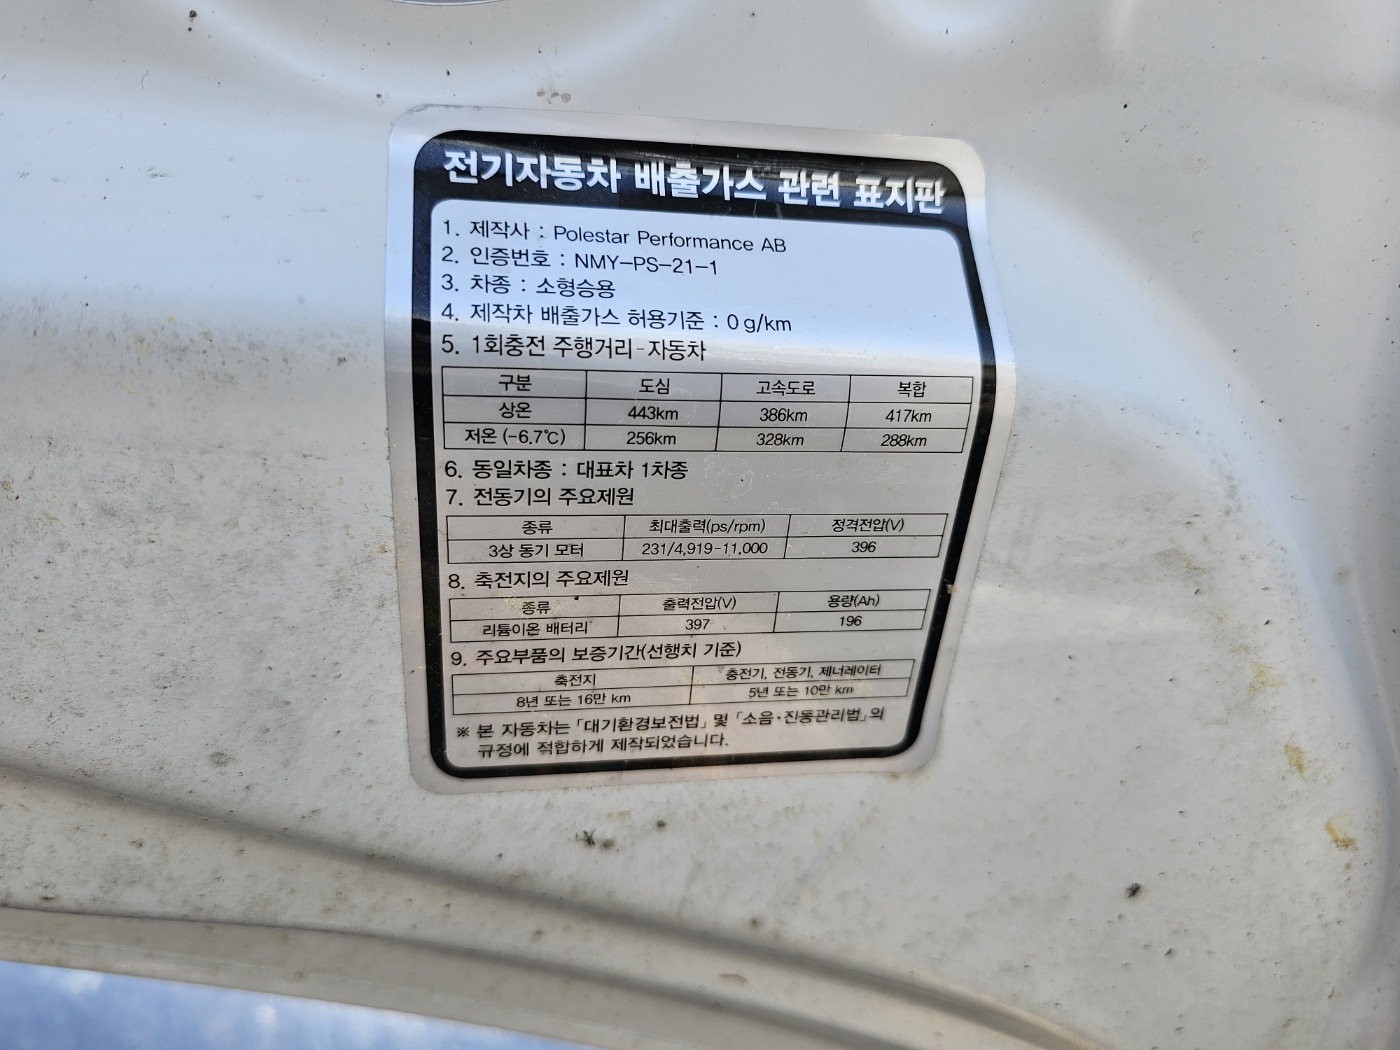 전기자동차 배출가스 관련 표지판
1. 제작사 : Polestar Performance AB
2. 인증번호 : NMY-PS-21-1
3. 차종 : 소형승용
4. 제작차 배출가스 허용기준 : 0 g/km
5. 1회충전 주행거리-자동차
구분 도심 고속도로 복합
상온 443km 386km 417km
저온 (-6.7℃) 256km 328km 288km
6. 동일차종 : 대표차 1차종
7. 전동기의 주요제원
종류 최대출력(ps/rpm) 정격전압(V)
3상 동기 모터 231/4,919-11,000 396
8. 축전지의 주요제원
종류 출력전압(V) 용량(Ah)
리튬이온 배터리 397 196
9. 주요부품의 보증기간(선행치 기준)
축전지 충전기, 전동기, 제너레이터
8년 또는 16만 km 5년 또는 10만 km
※ 본 자동차는 「대기환경보전법」 및 「소음·진동관리법」의
규정에 적합하게 제작되었습니다.